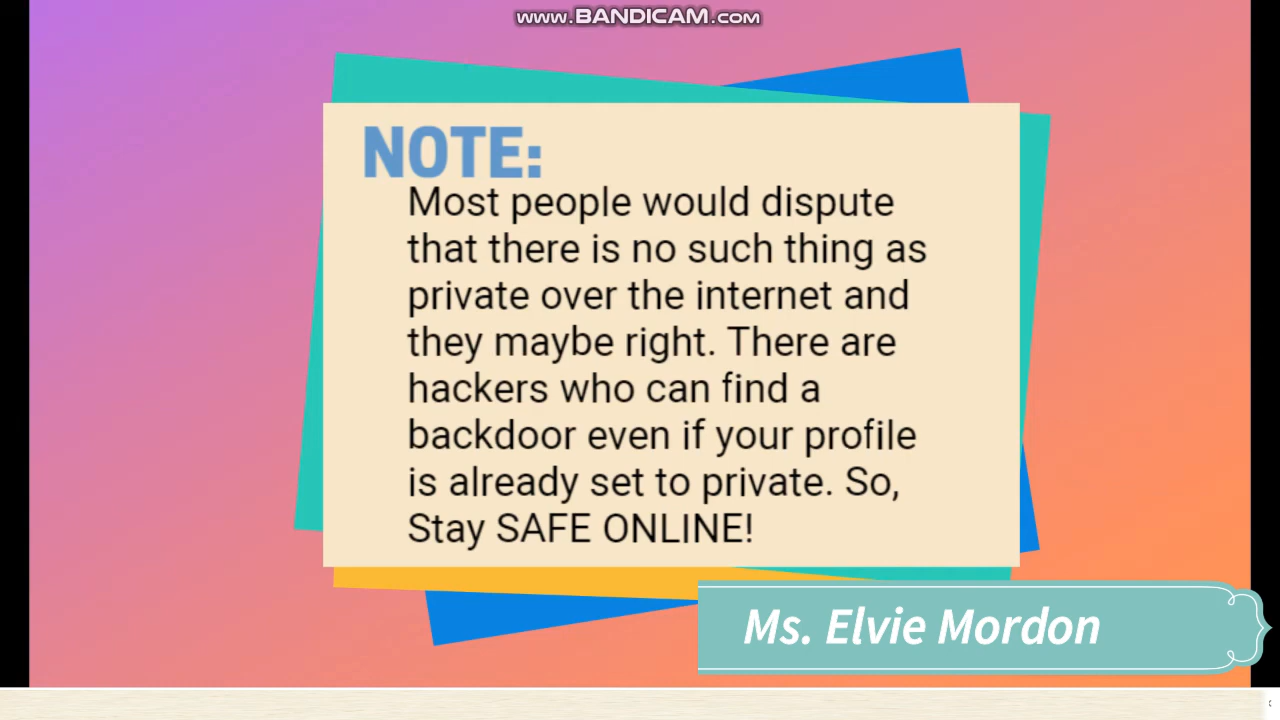 www.BANDICAM.com
NOTE:
Most people would dispute
that there is no such thing as
private over the internet and
they maybe right. There are
hackers who can find a
backdoor even if your profile
is already set to private. So,
Stay SAFE ONLINE!
Ms. Elvie Mordon